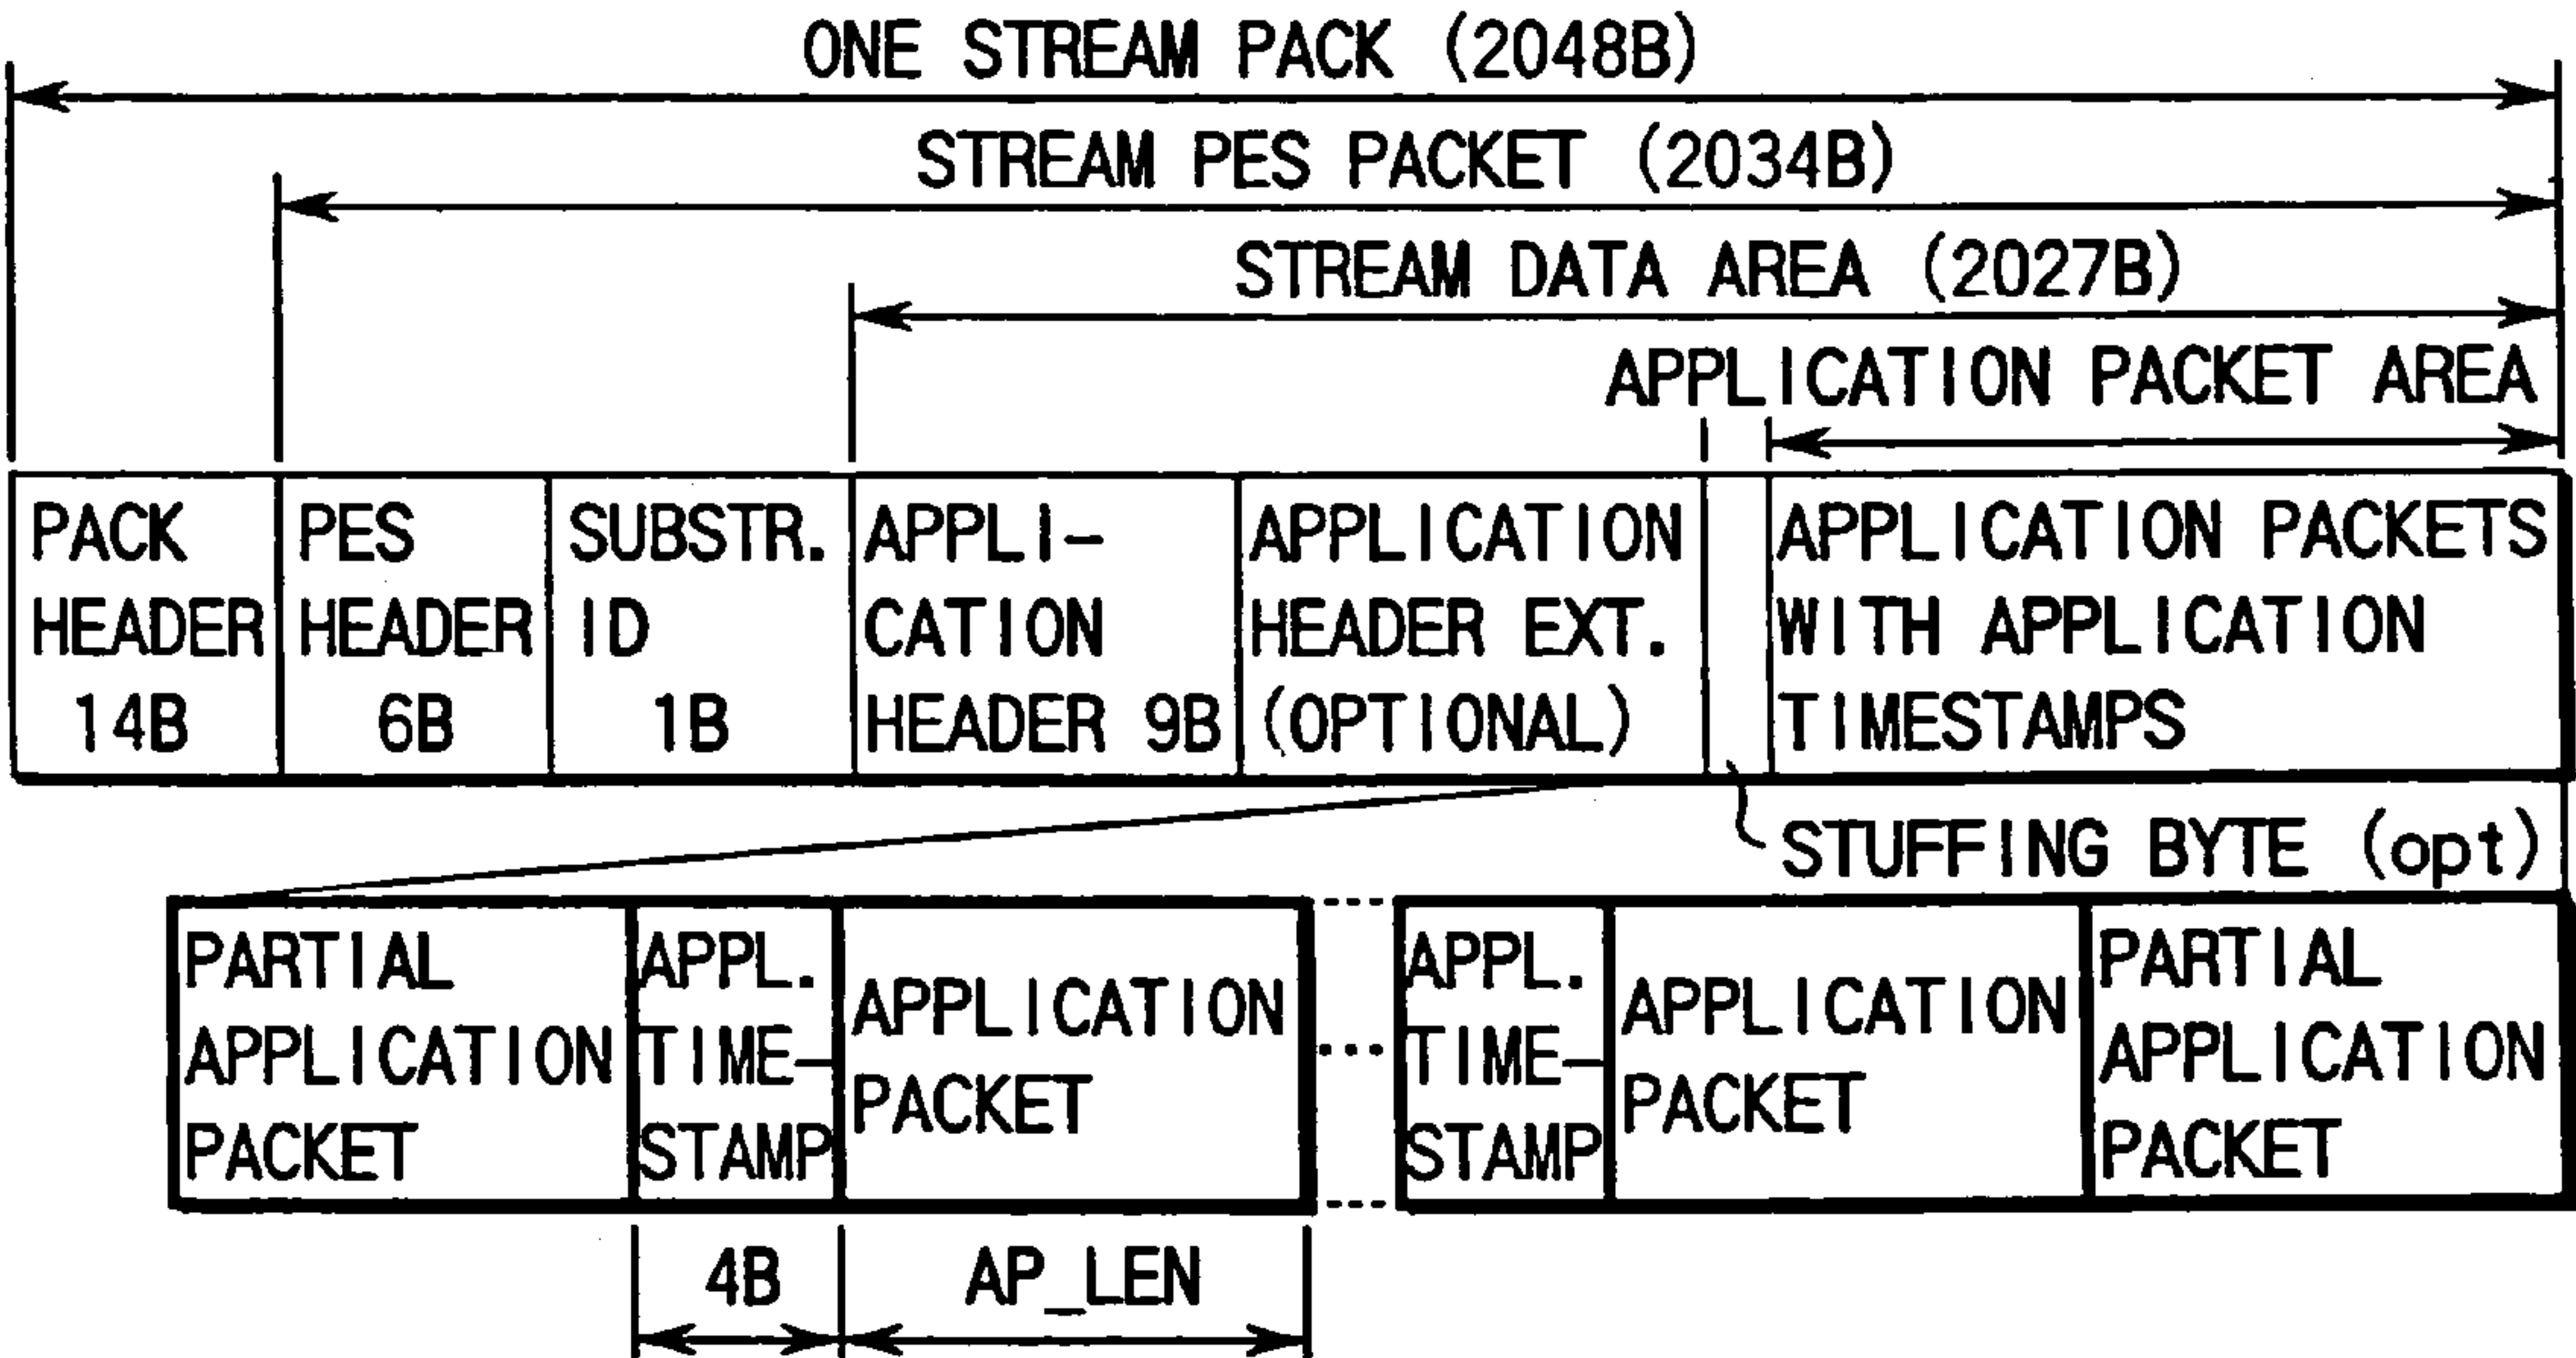 ONE STREAM PACK (2048B)
STREAM PES PACKET (2034B)
STREAM DATA AREA (2027B)
APPLICATION PACKET AREA
PACK
HEADER
14B
PES
HEADER
6B
SUBSTR.
ID
1B
APPLI-
CATION
HEADER 9B
APPLICATION
HEADER EXT.
(OPTIONAL)
APPLICATION PACKETS
WITH APPLICATION
TIMESTAMPS
STUFFING BYTE (opt)
PARTIAL
APPLICATION
PACKET
APPL.
TIME-
STAMP
APPLICATION
PACKET
...
APPL.
TIME-
STAMP
APPLICATION
PACKET
PARTIAL
APPLICATION
PACKET
4B
AP_LEN